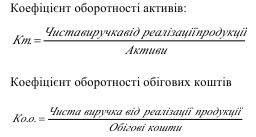 Коефіцієнт оборотності активів:
Кт. = Чиставиручкавід реалізаціїпродукції
Активи
Коефіцієнт оборотності обігових коштів
Ко.о. = Чиста виручка від реалізації продукції
Обігові кошти